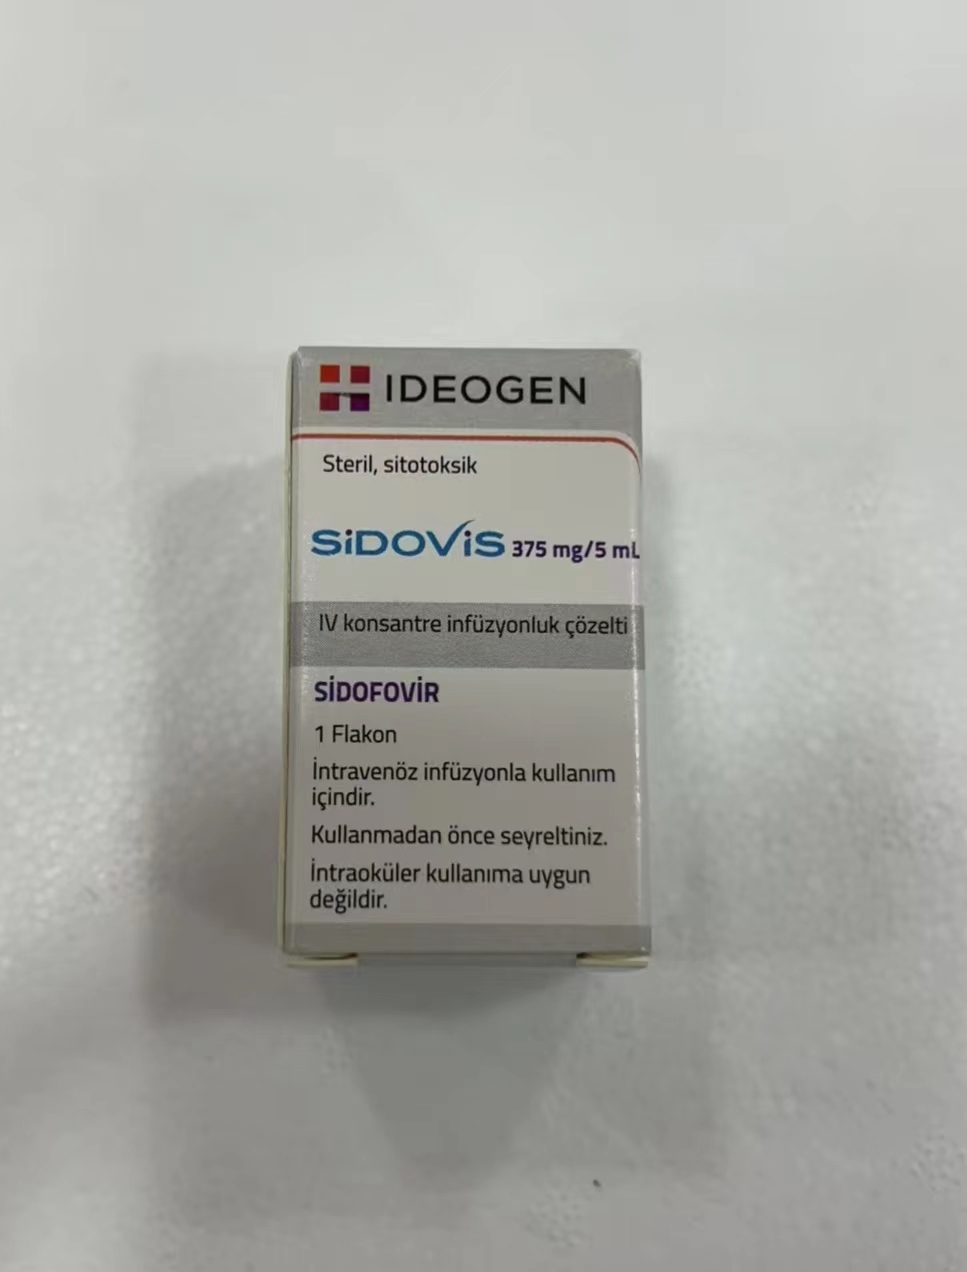 IDEOGEN
Steril, sitotoksik
SiDOViS 375 mg/5 mL
IV konsantre infüzyonluk çözelti
SİDOFOVİR
1 Flakon
İntravenöz infüzyonla kullanım
içindir.
Kullanmadan önce seyreltiniz.
İntraoküler kullanıma uygun
değildir.